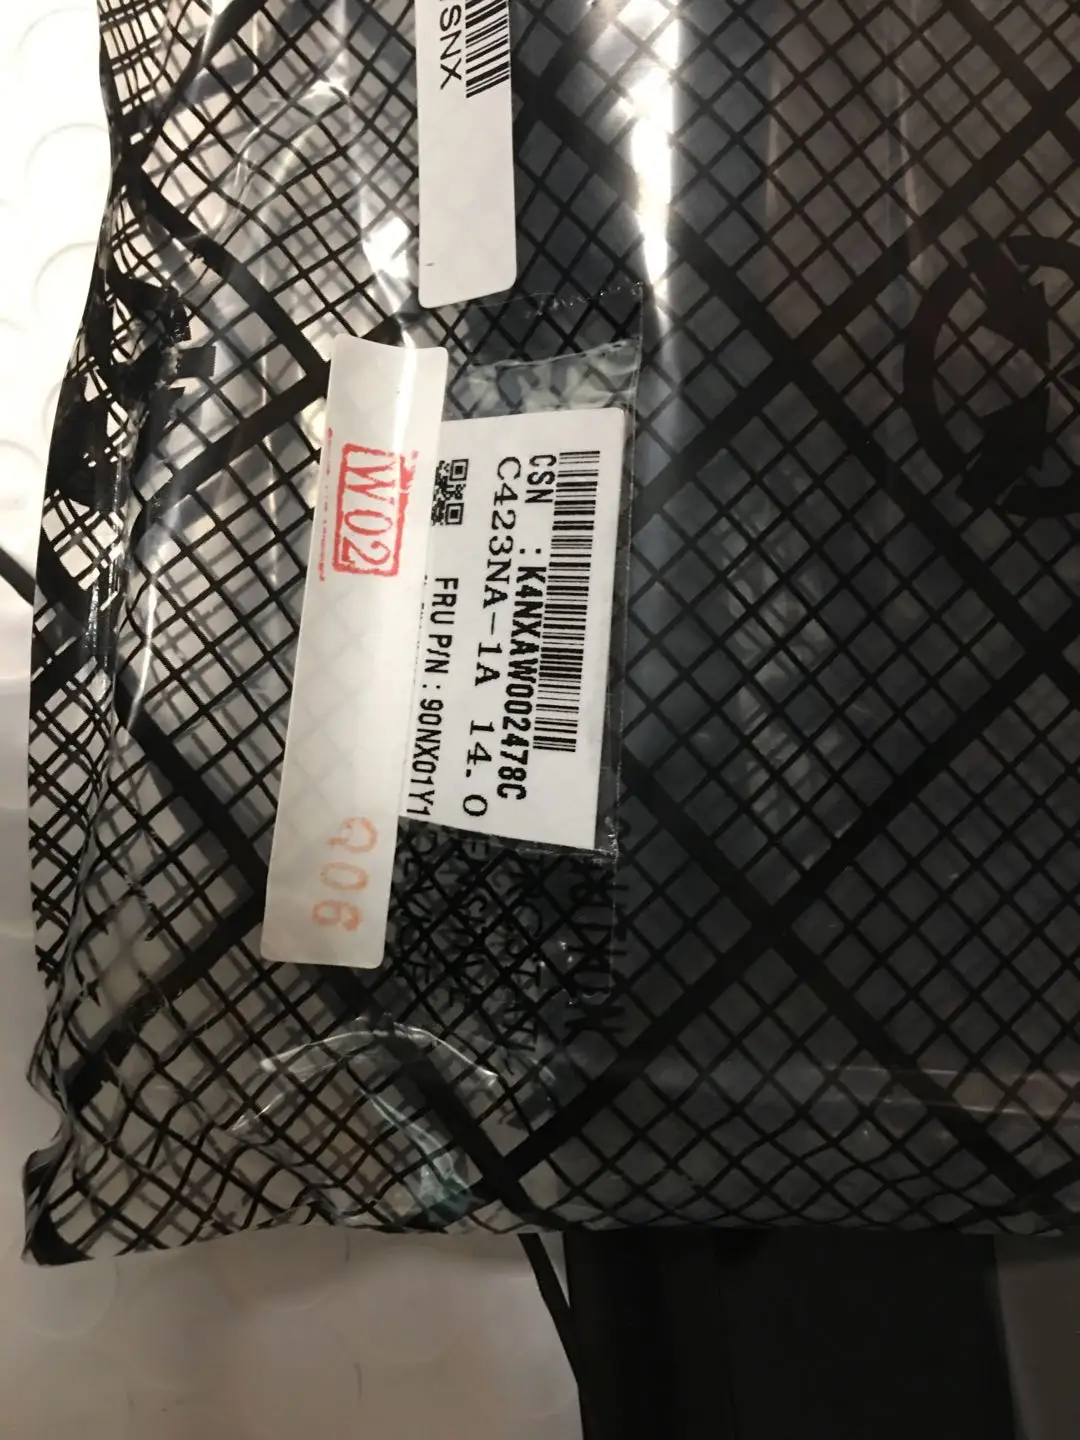 SNX
CSN : K4NXAW002478C
C423NA-1A 14.0
FRU P/N : 90NX01Y1
W02
Q06